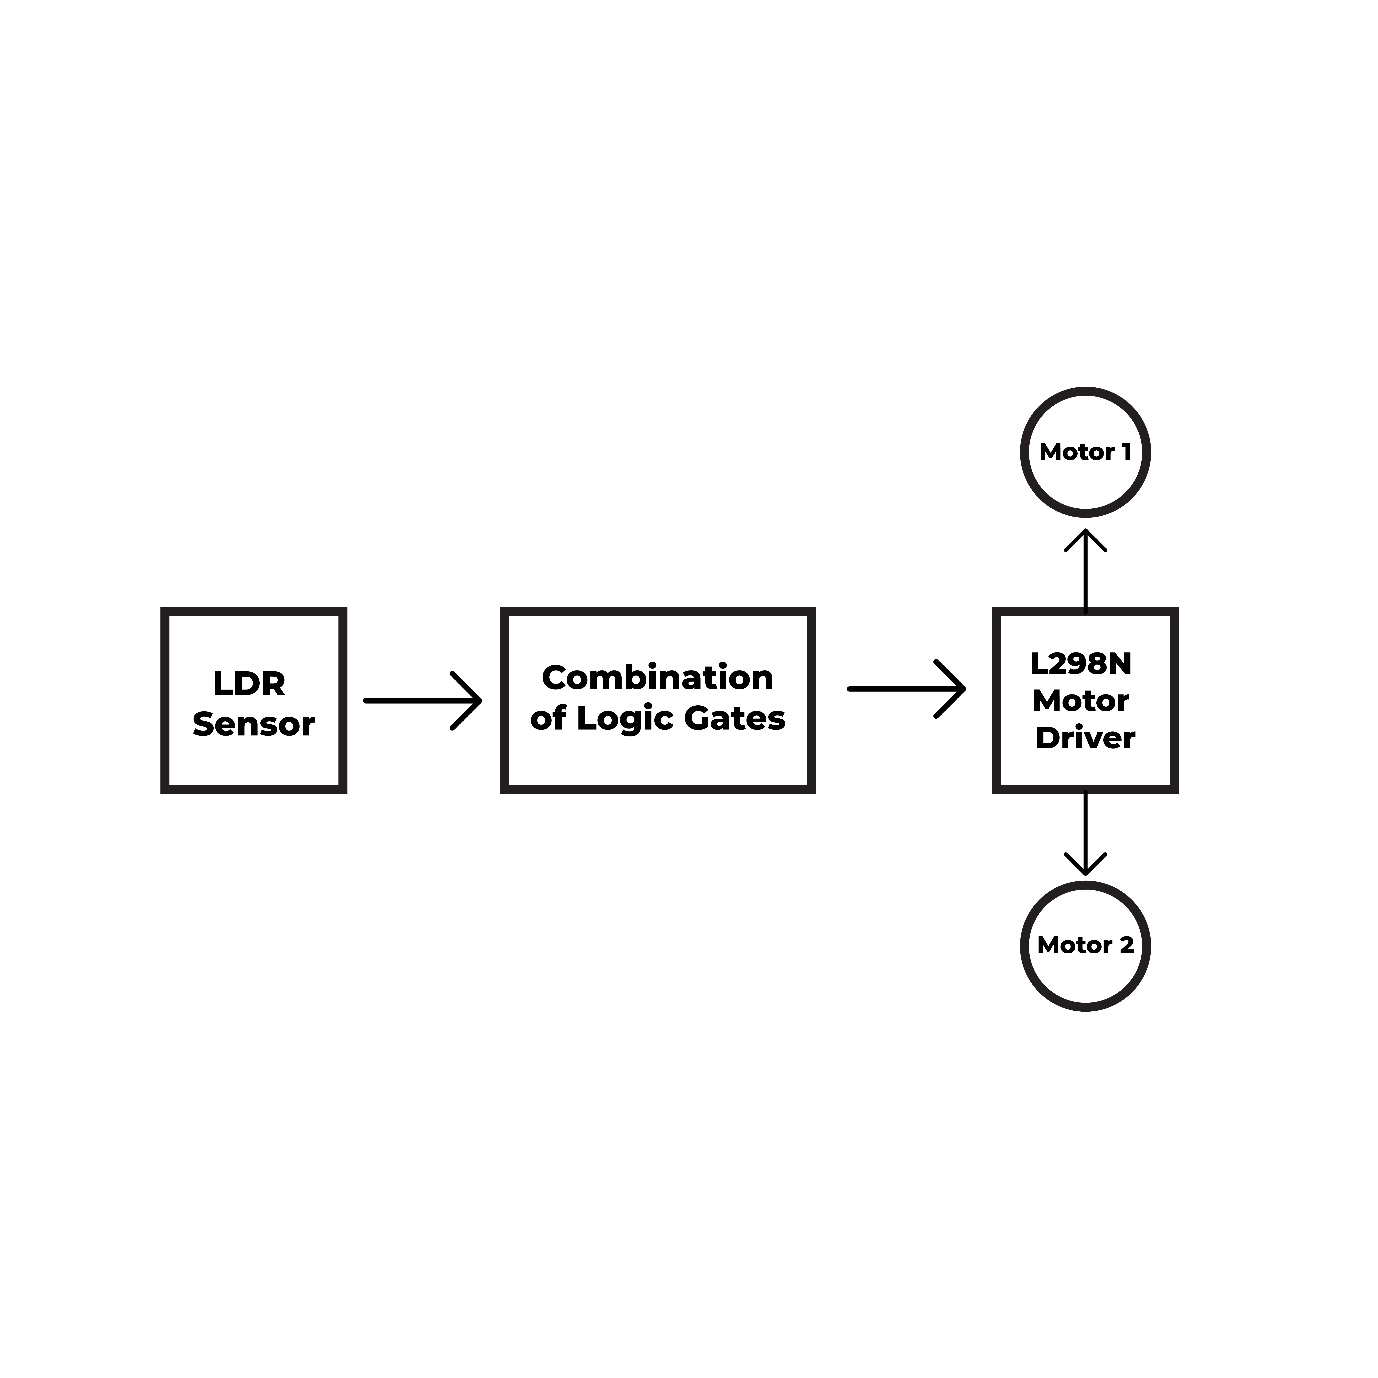 LDR
Sensor
Combination
of Logic Gates
L298N
Motor
Driver
Motor 1
Motor 2